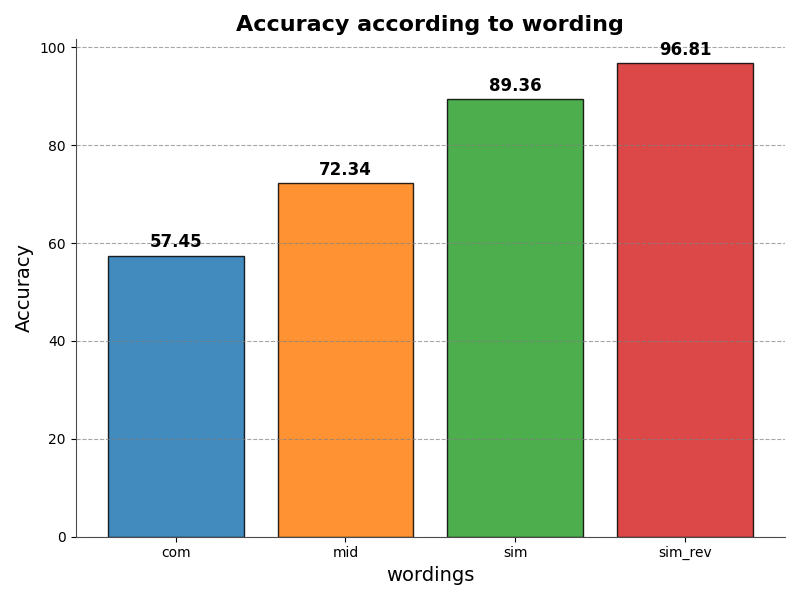 Accuracy according to wording
100
80
60
40
20
0
Accuracy
57.45
72.34
89.36
96.81
com
mid
sim
sim_rev
wordings